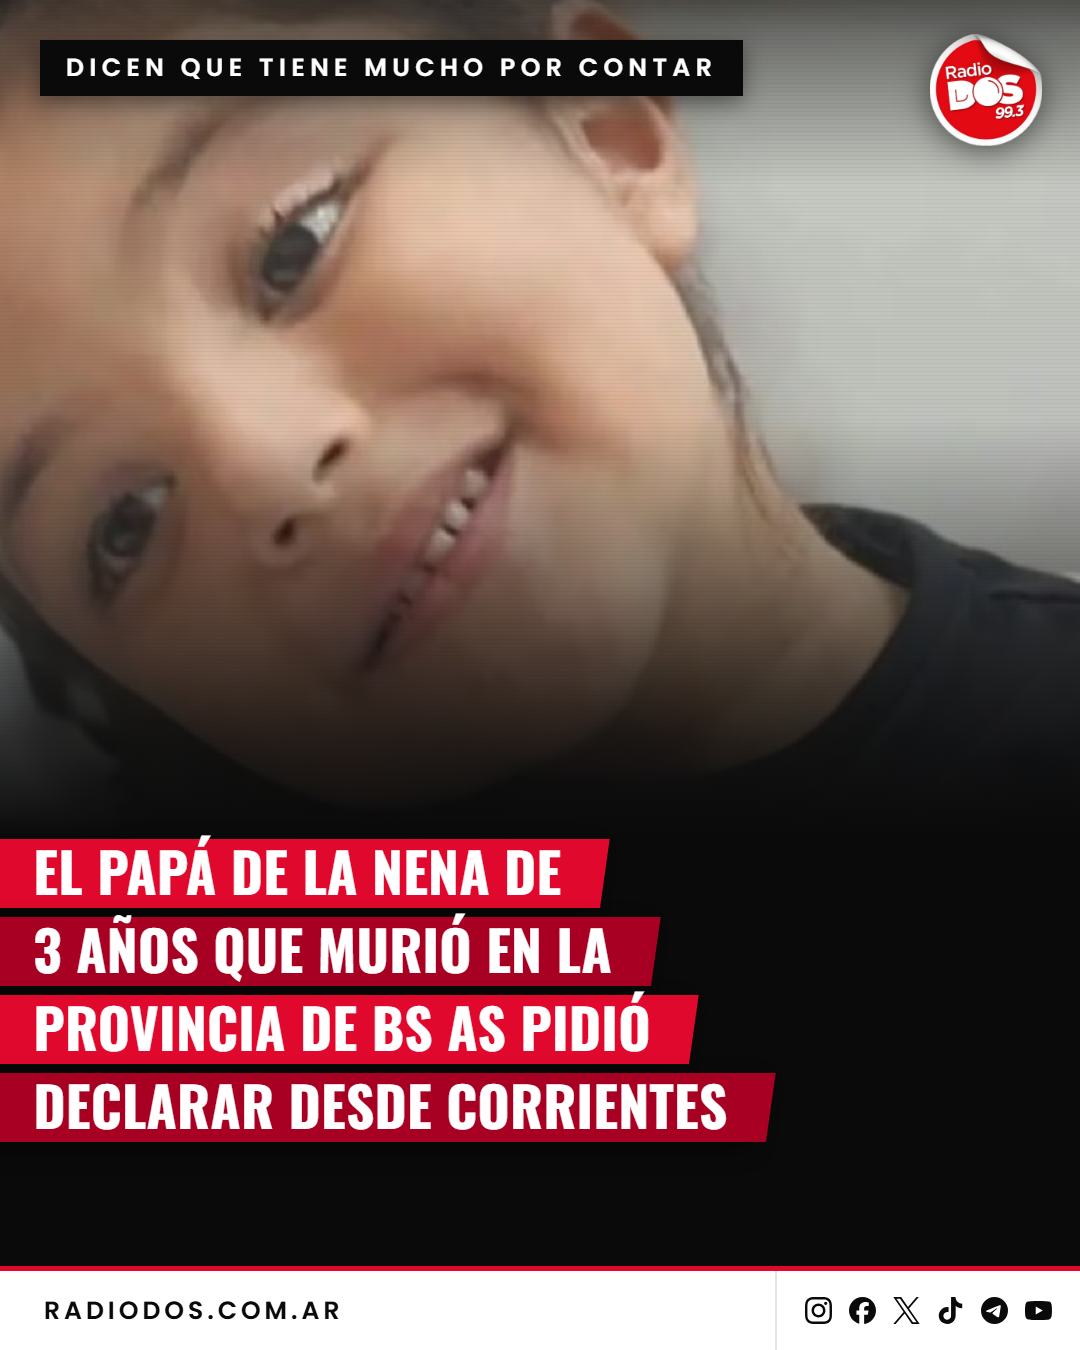 DICEN QUE TIENE MUCHO POR CONTAR
Radio
DOS
99.3
EL PAPÁ DE LA NENA DE
3 AÑOS QUE MURIÓ EN LA
PROVINCIA DE BS AS PIDIÓ
DECLARAR DESDE CORRIENTES
RADIODOS.COM.AR